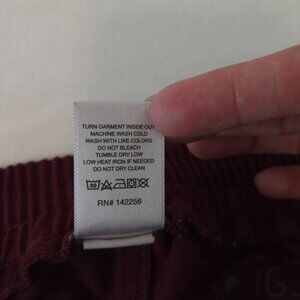 TURN GARMENT INSIDE OUT
MACHINE WASH COLD
WASH WITH LIKE COLORS
DO NOT BLEACH
TUMBLE DRY LOW
LOW HEAT IRON IF NEEDED
DO NOT DRY CLEAN
30
RN# 142256